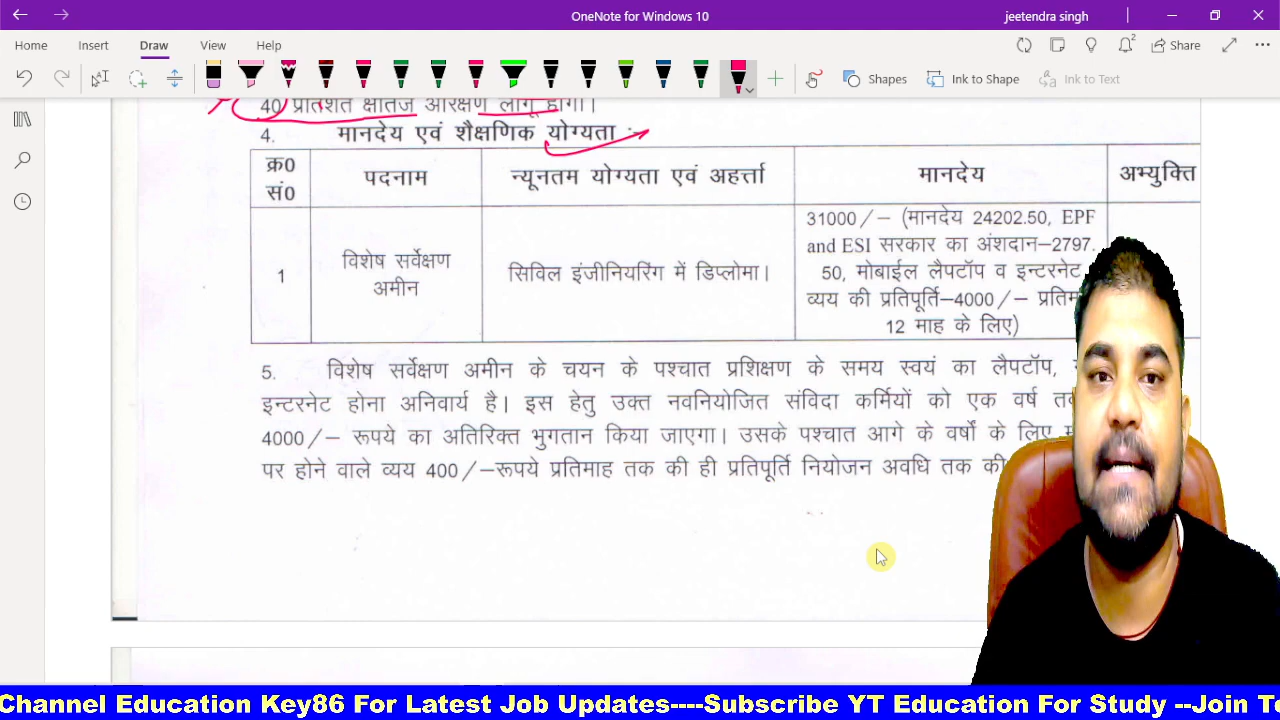 OneNote for Windows 10
jeetendra singh
Home Insert Draw View Help
Share
Shapes
Ink to Shape
Ink to Text
40 प्रतिशत क्षैतिज आरक्षण लागू होगा।
4. मानदेय एवं शैक्षणिक योग्यता :-
क्र0 सं0
पदनाम
न्यूनतम योग्यता एवं अहर्त्ता
मानदेय
अभ्युक्ति
1
विशेष सर्वेक्षण
अमीन
सिविल इंजीनियरिंग में डिप्लोमा।
31000/– (मानदेय 24202.50, EPF
and ESI सरकार का अंशदान–2797.
50, मोबाईल लैपटॉप व इन्टरनेट
व्यय की प्रतिपूर्ति–4000/–
12 माह के लिए)
5. विशेष सर्वेक्षण अमीन के चयन के पश्चात प्रशिक्षण के समय स्वयं का लैपटॉप,
इन्टरनेट होना अनिवार्य है। इस हेतु उक्त नवनियोजित संविदा कर्मियों को एक वर्ष
4000/– रूपये का अतिरिक्त भुगतान किया जाएगा। उसके पश्चात आगे के वर्षो के लिए
पर होने वाले व्यय 400/–रूपये प्रतिमाह तक की ही प्रतिपूर्ति नियोजन अवधि तक की
Channel Education Key86 For Latest Job Updates----Subscribe YT Education For Study --Join